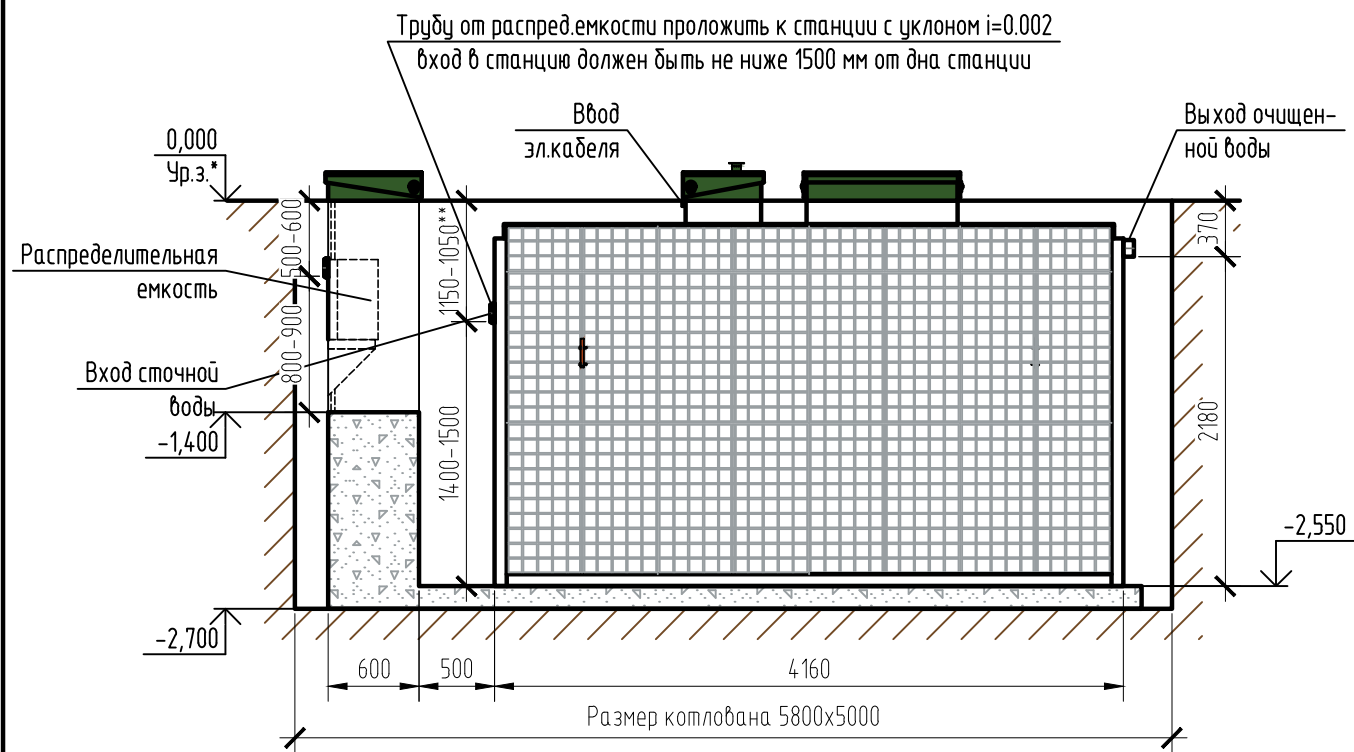 Трубу от распред.емкости проложить к станции с уклоном i=0.002
вход в станцию должен быть не ниже 1500 мм от дна станции
Ввод
эл.кабеля
Выход очищен-
ной воды
0,000
Ур.з.*
500-600
1150-1050**
370
Распределительная
емкость
800-900
Вход сточной
воды
-1,400
1400-1500
2180
-2,550
-2,700
600
500
4160
Размер котлована 5800х5000